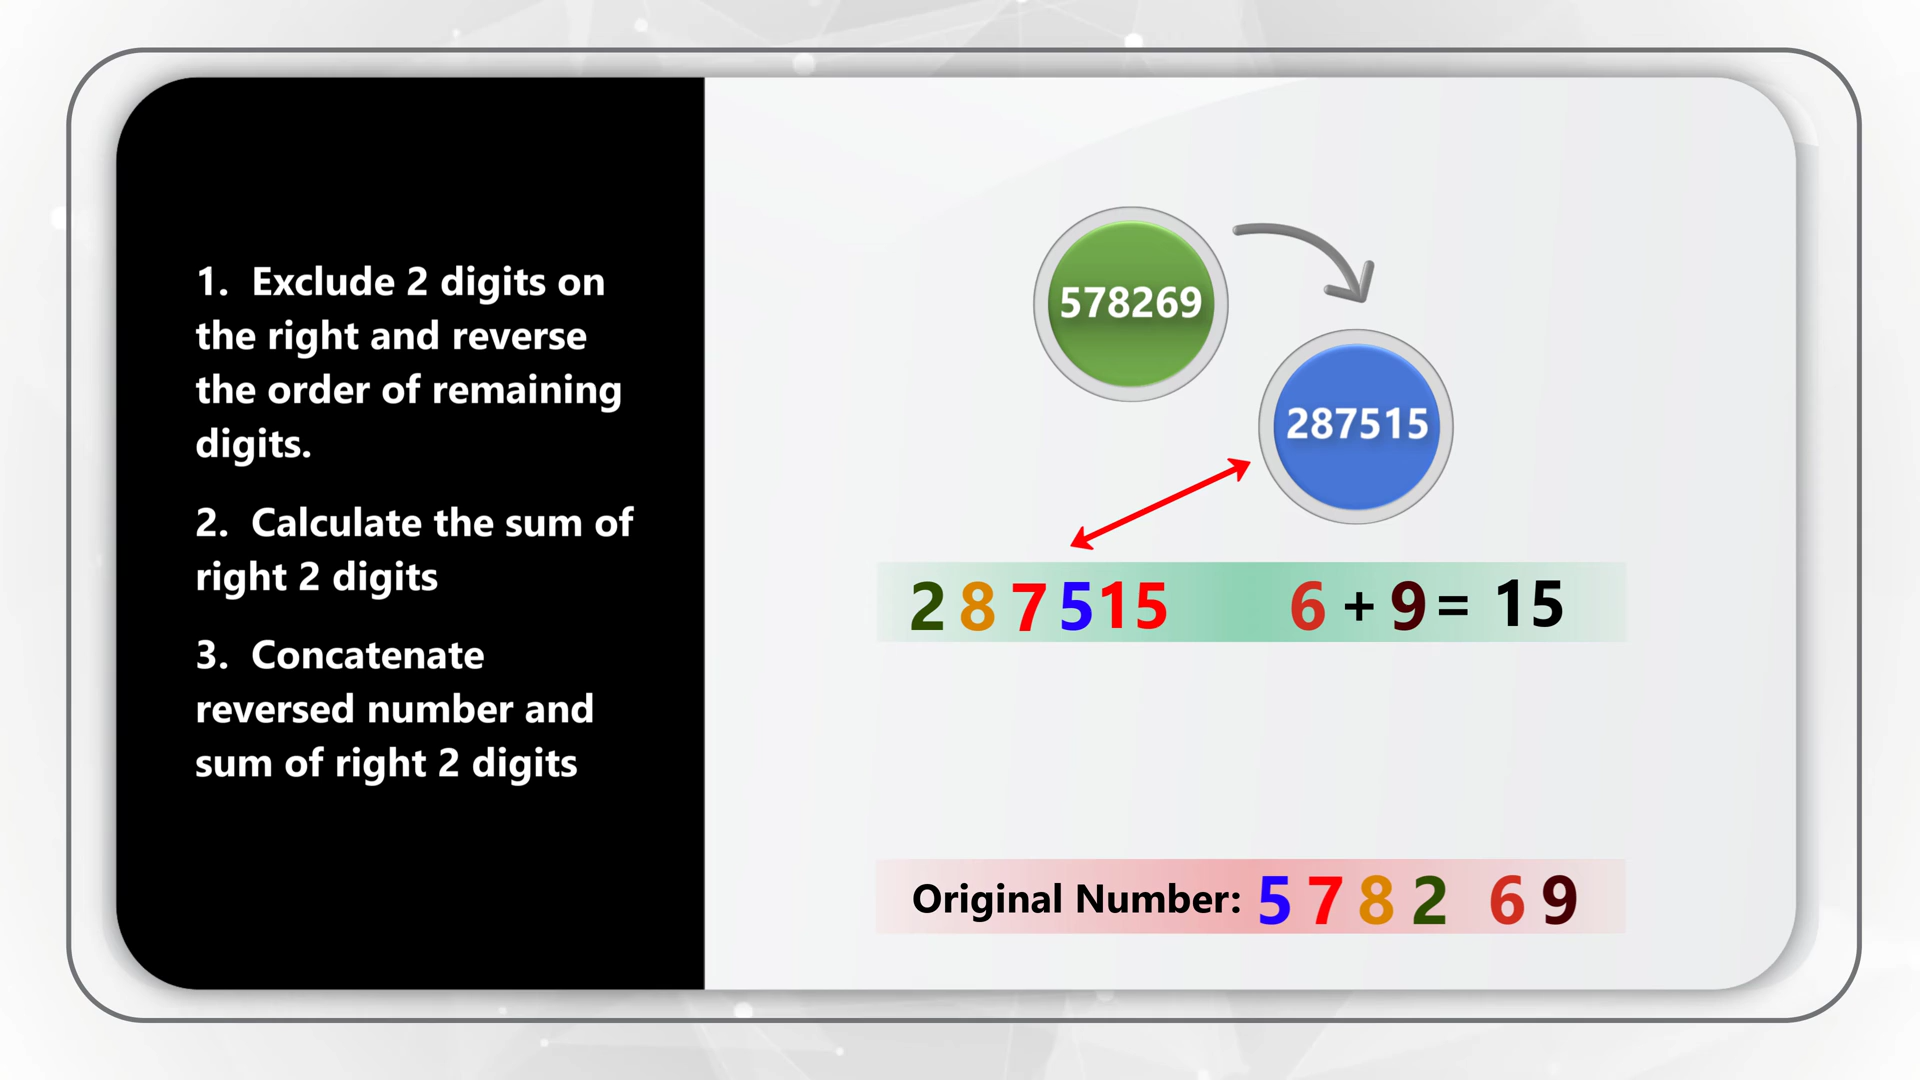 1. Exclude 2 digits on
the right and reverse
the order of remaining
digits.
2. Calculate the sum of
right 2 digits
3. Concatenate
reversed number and
sum of right 2 digits
578269
287515
2 8 7 515 6 + 9 = 15
Original Number: 5 7 8 2 6 9